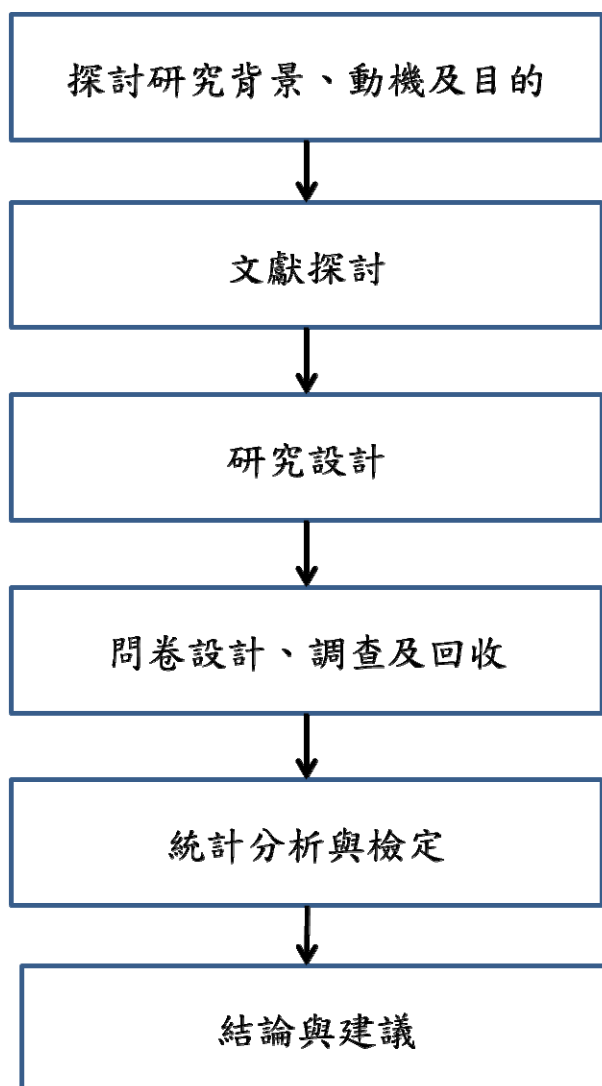 探討研究背景、動機及目的
文獻探討
研究設計
問卷設計、調查及回收
統計分析與檢定
結論與建議